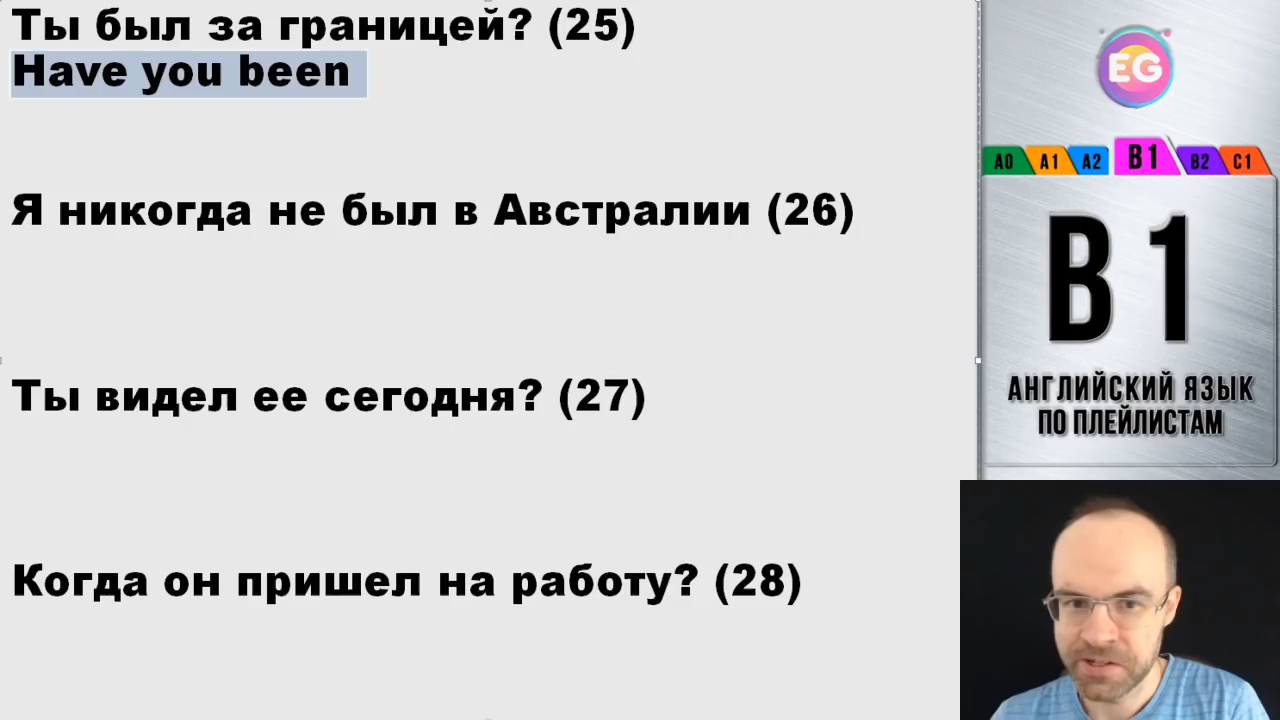 Ты был за границей? (25)
Have you been
Я никогда не был в Австралии (26)
Ты видел ее сегодня? (27)
Когда он пришел на работу? (28)
EG
A0 A1 A2 B1 B2 C1
B1
АНГЛИЙСКИЙ ЯЗЫК
ПО ПЛЕЙЛИСТАМ